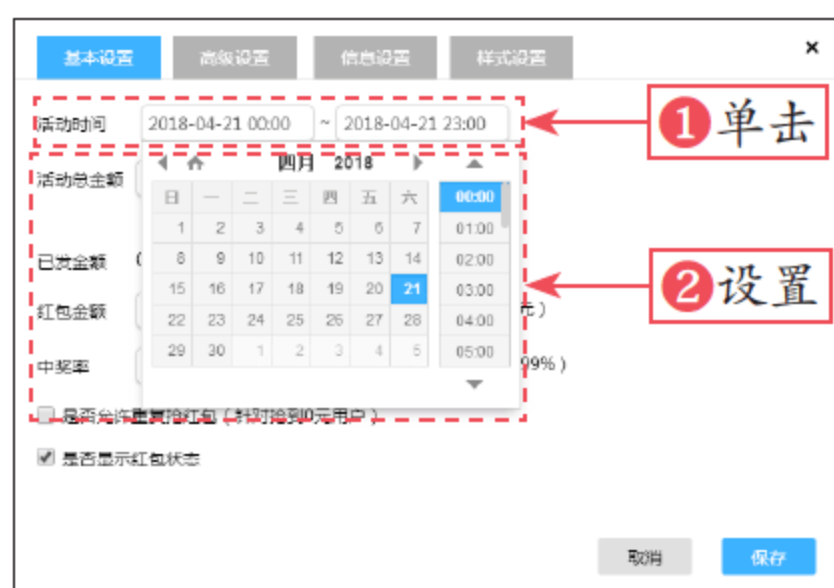 基本设置 高级设置 信息设置 样式设置 ×
活动时间 2018-04-21 00:00 ~ 2018-04-21 23:00
1 单击
四月 2018
活动总金额
日 一 二 三 四 五 六 00:00
1 2 3 4 5 6 7 01:00
已发金额 8 9 10 11 12 13 14 02:00
2 设置
15 16 17 18 19 20 21 03:00
红包金额 22 23 24 25 26 27 28 04:00 元)
29 30 1 2 3 4 5 05:00
中奖率 99%)
是否允许重复抢红包(针对抢到0元用户)
是否显示红包状态
取消 保存